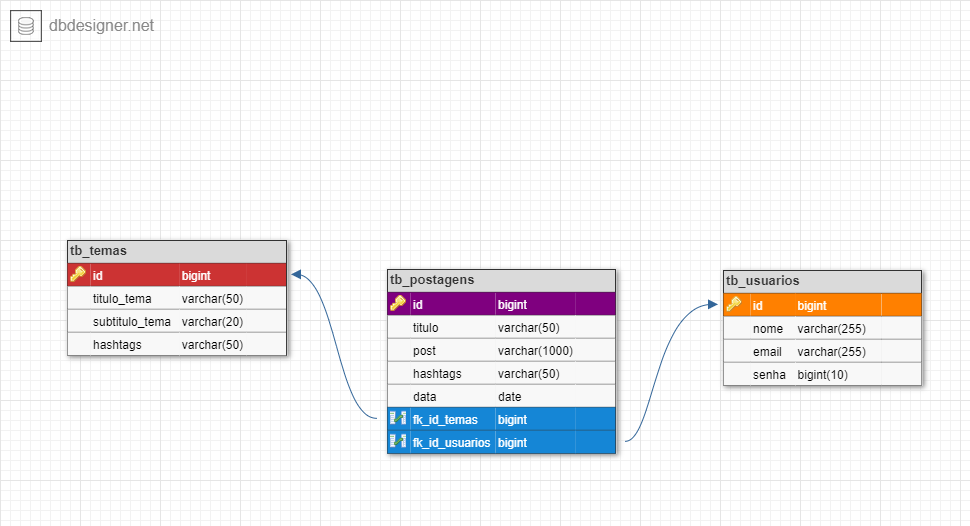 dbdesigner.net
tb_temas
id bigint
titulo_tema varchar(50)
subtitulo_tema varchar(20)
hashtags varchar(50)
tb_postagens
id bigint
titulo varchar(50)
post varchar(1000)
hashtags varchar(50)
data date
fk_id_temas bigint
fk_id_usuarios bigint
tb_usuarios
id bigint
nome varchar(255)
email varchar(255)
senha bigint(10)